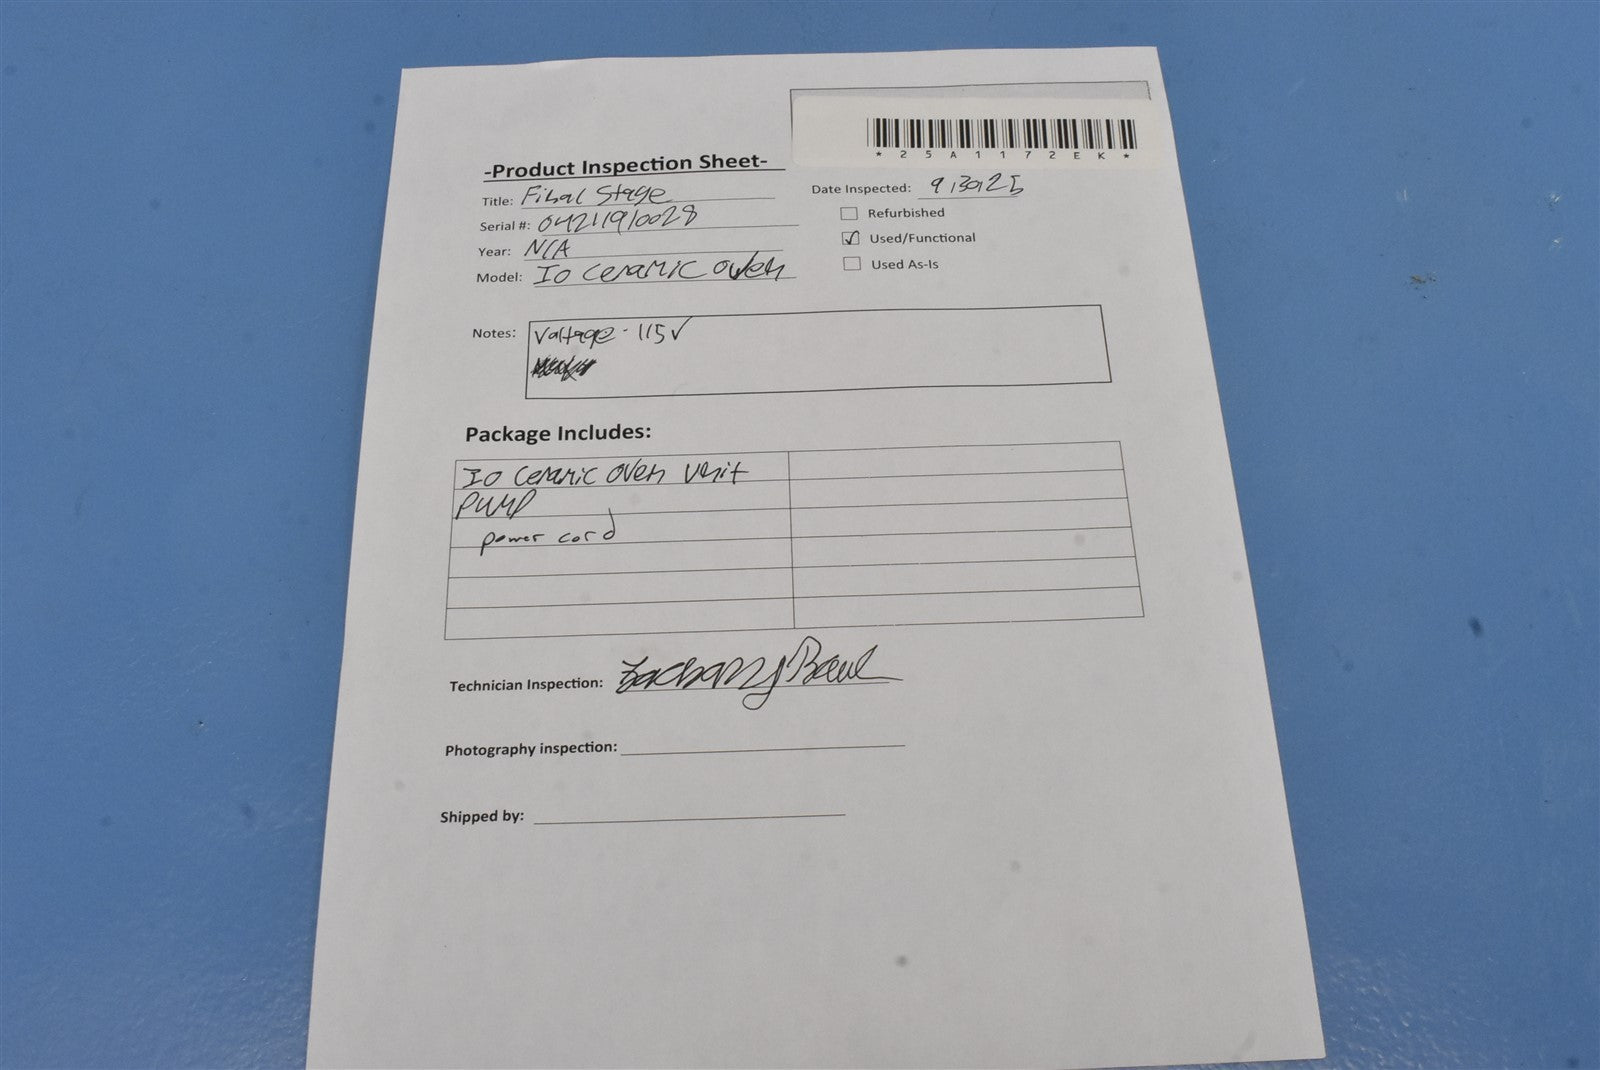 *25A1172EK*
-Product Inspection Sheet-
Title: Final Stage
Date Inspected: 9/30/25
Serial #: 04211910028
Refurbished
Year: N/A
Used/Functional
Model: Io ceramic oven
Used As-Is
Notes: Voltage - 115V
Package Includes:
Io ceramic oven unit
PUMP
power cord
Technician Inspection: Zachary
Photography inspection:
Shipped by: